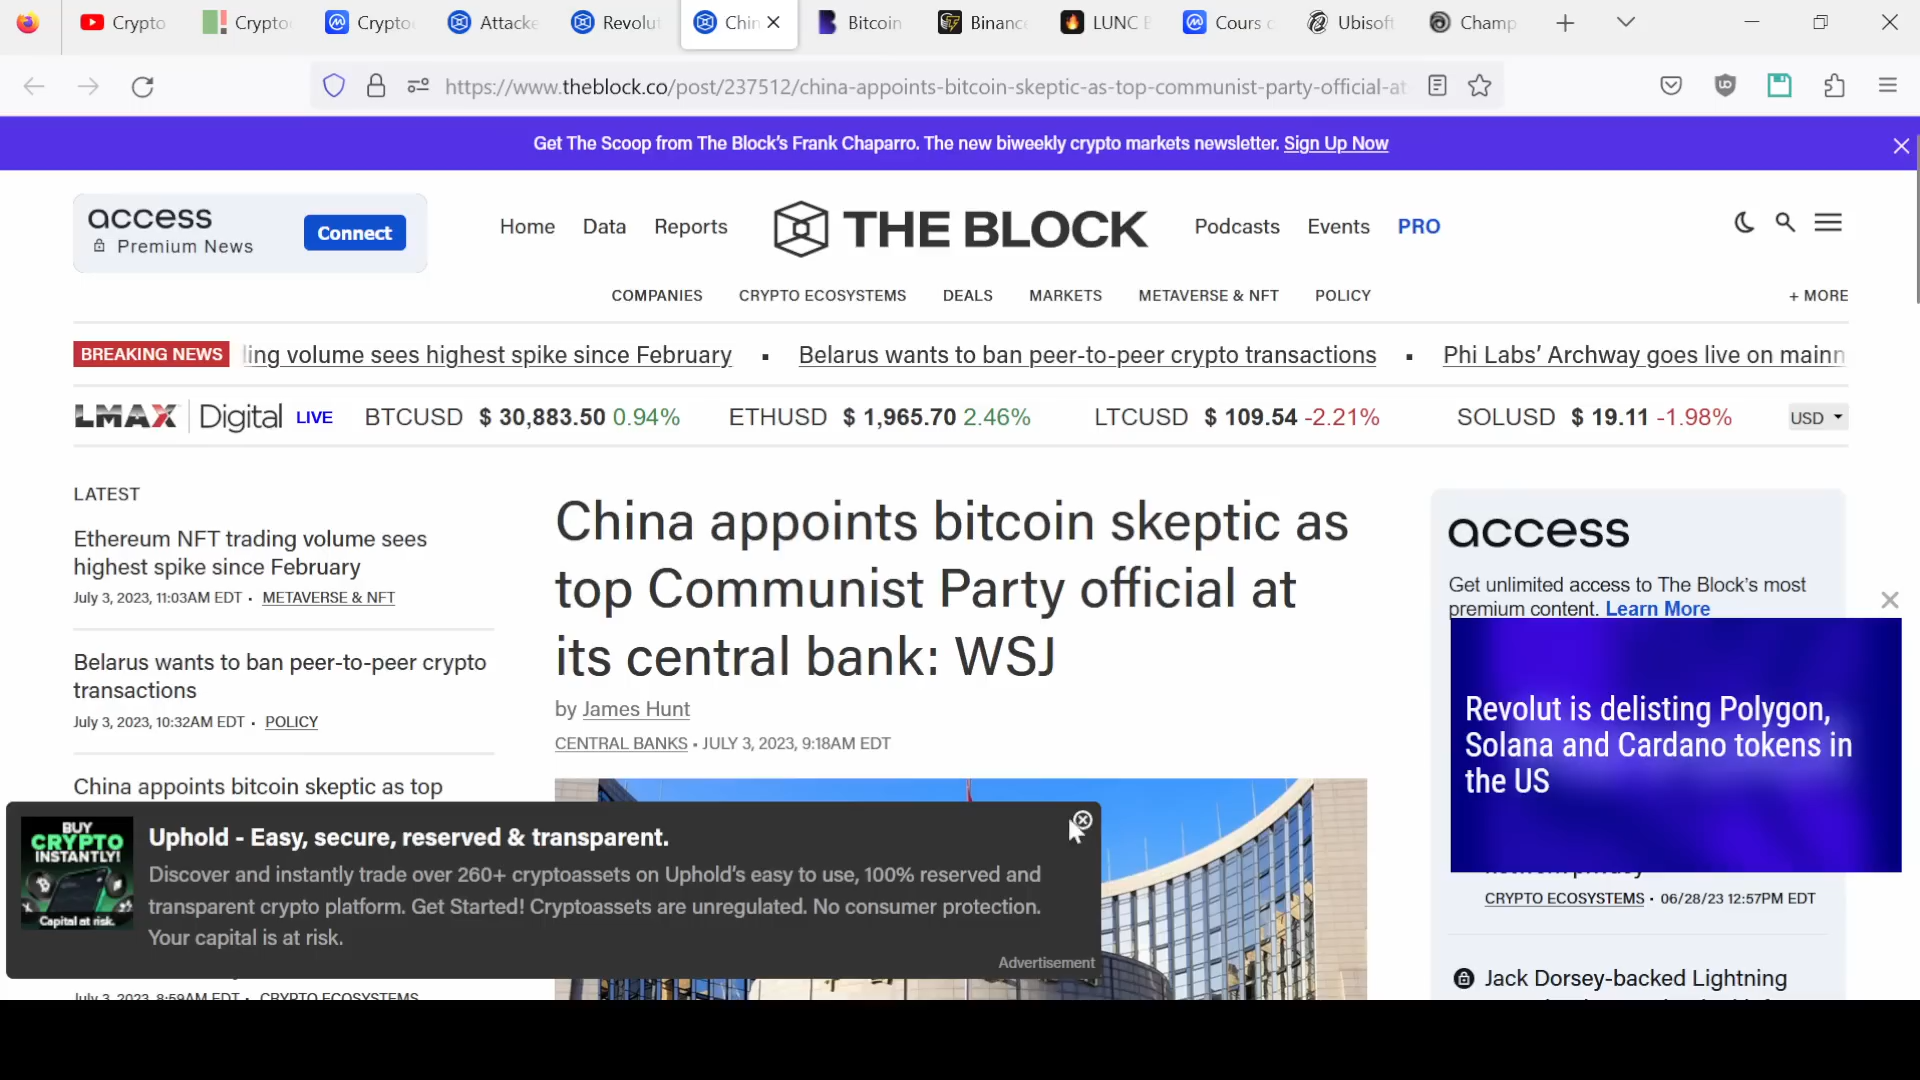 Crypto
Crypto
Crypto
Attacke
Revolut
Chin
Bitcoin
Binance
LUNC
Cours
Ubisoft
Champ
https://www.theblock.co/post/237512/china-appoints-bitcoin-skeptic-as-top-communist-party-official-at
Get The Scoop from The Block's Frank Chaparro. The new biweekly crypto markets newsletter. Sign Up Now
access
Premium News
Connect
Home Data Reports
THE BLOCK
Podcasts Events PRO
COMPANIES CRYPTO ECOSYSTEMS DEALS MARKETS METAVERSE & NFT POLICY
+ MORE
BREAKING NEWS
ling volume sees highest spike since February ▪ Belarus wants to ban peer-to-peer crypto transactions ▪ Phi Labs' Archway goes live on mainn
LMAX Digital LIVE BTCUSD $ 30,883.50 0.94% ETHUSD $ 1,965.70 2.46% LTCUSD $ 109.54 -2.21% SOLUSD $ 19.11 -1.98% USD
LATEST
Ethereum NFT trading volume sees
highest spike since February
July 3, 2023, 11:03AM EDT • METAVERSE & NFT
Belarus wants to ban peer-to-peer crypto
transactions
July 3, 2023, 10:32AM EDT • POLICY
China appoints bitcoin skeptic as top
July 3, 2023, 8:59AM EDT • CRYPTO ECOSYSTEMS
China appoints bitcoin skeptic as
top Communist Party official at
its central bank: WSJ
by James Hunt
CENTRAL BANKS • JULY 3, 2023, 9:18AM EDT
access
Get unlimited access to The Block's most
premium content. Learn More
Revolut is delisting Polygon,
Solana and Cardano tokens in
the US
CRYPTO ECOSYSTEMS • 06/28/23 12:57PM EDT
Jack Dorsey-backed Lightning
BUY
CRYPTO
INSTANTLY!
Capital at risk.
Uphold - Easy, secure, reserved & transparent.
Discover and instantly trade over 260+ cryptoassets on Uphold's easy to use, 100% reserved and
transparent crypto platform. Get Started! Cryptoassets are unregulated. No consumer protection.
Your capital is at risk.
Advertisement